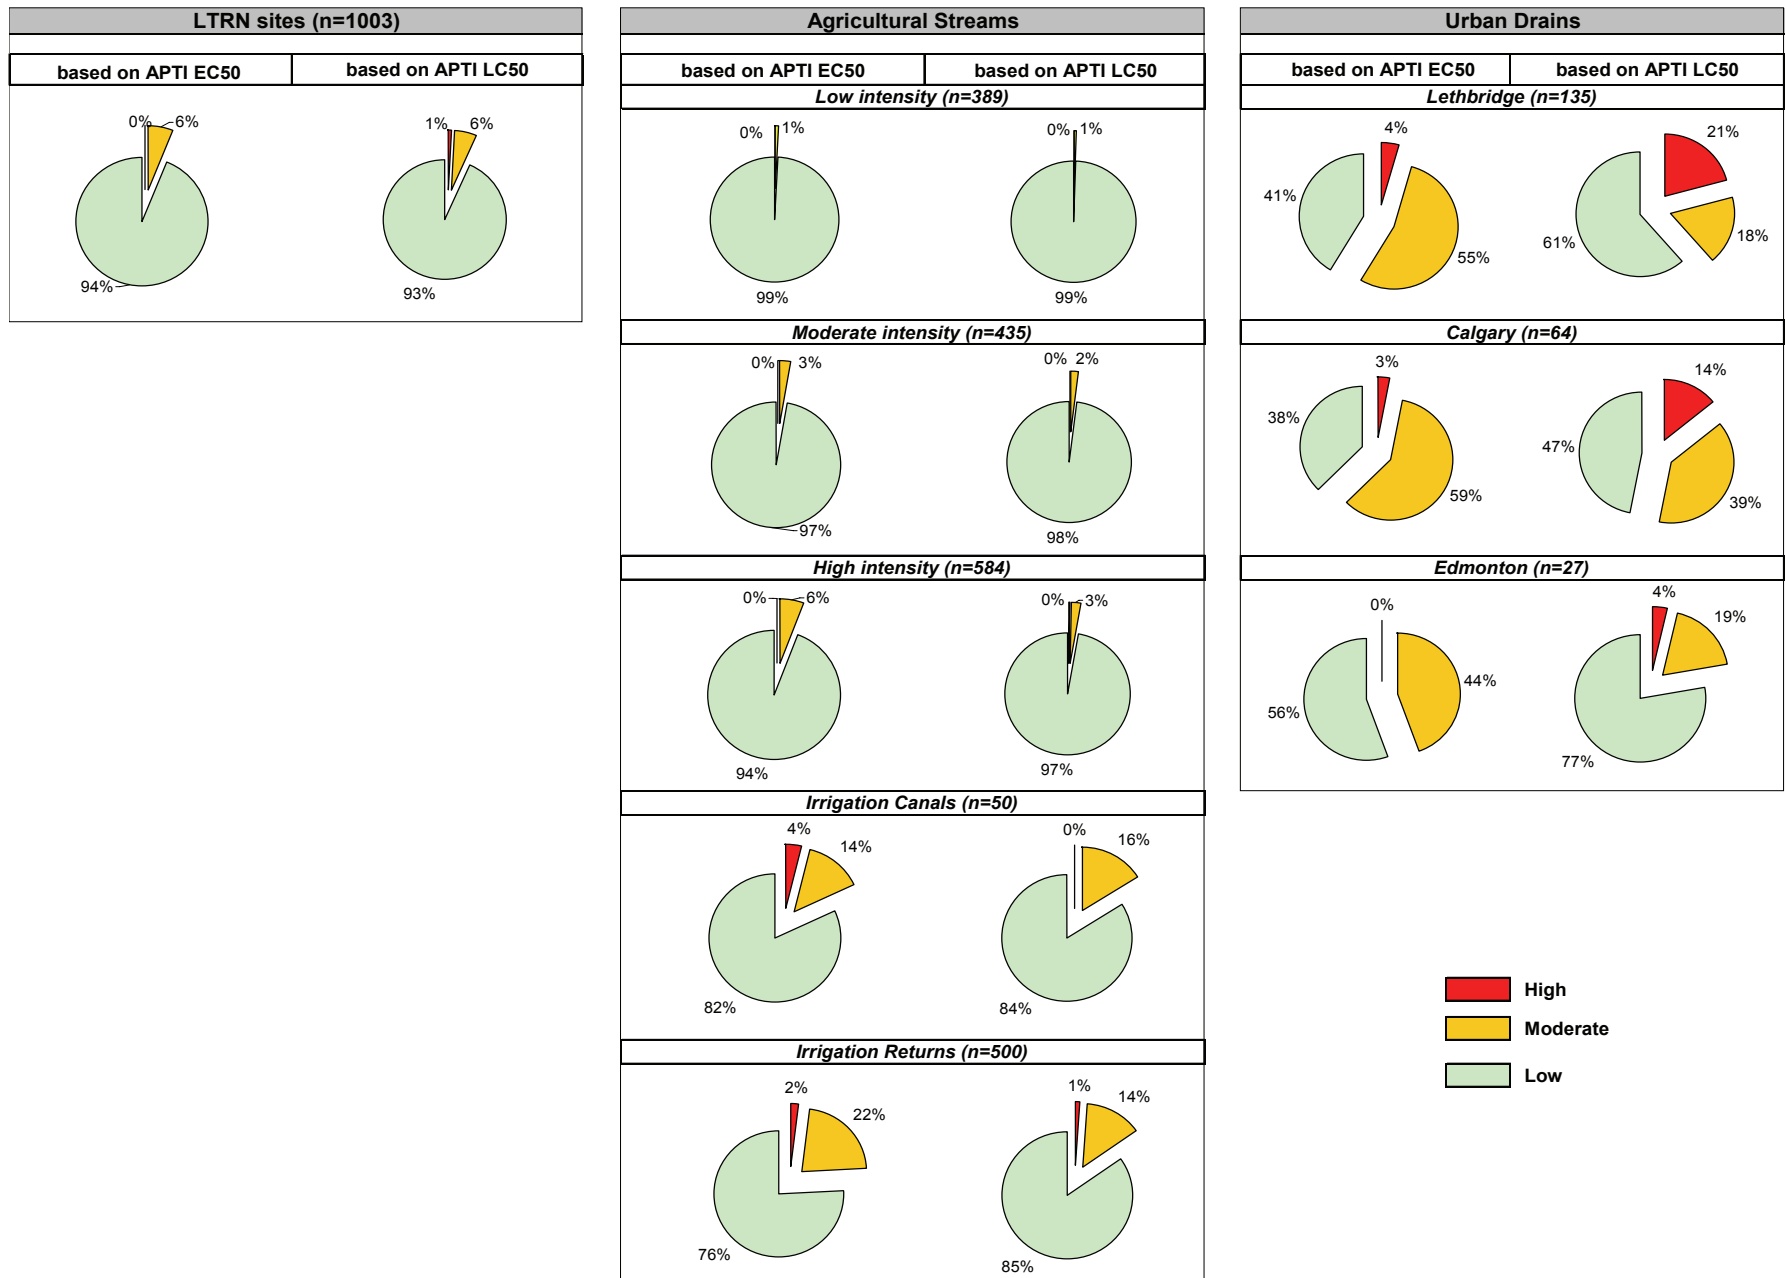 LTRN sites (n=1003)
based on APTI EC50
based on APTI LC50
0%
6%
94%
1%
6%
93%
Agricultural Streams
based on APTI EC50
based on APTI LC50
Low intensity (n=389)
0%
1%
99%
0%
1%
99%
Moderate intensity (n=435)
0%
3%
97%
0%
2%
98%
High intensity (n=584)
0%
6%
94%
0%
3%
97%
Irrigation Canals (n=50)
4%
14%
82%
0%
16%
84%
Irrigation Returns (n=500)
2%
22%
76%
1%
14%
85%
Urban Drains
based on APTI EC50
based on APTI LC50
Lethbridge (n=135)
4%
41%
55%
21%
61%
18%
Calgary (n=64)
3%
38%
59%
14%
47%
39%
Edmonton (n=27)
0%
44%
56%
4%
19%
77%
High
Moderate
Low